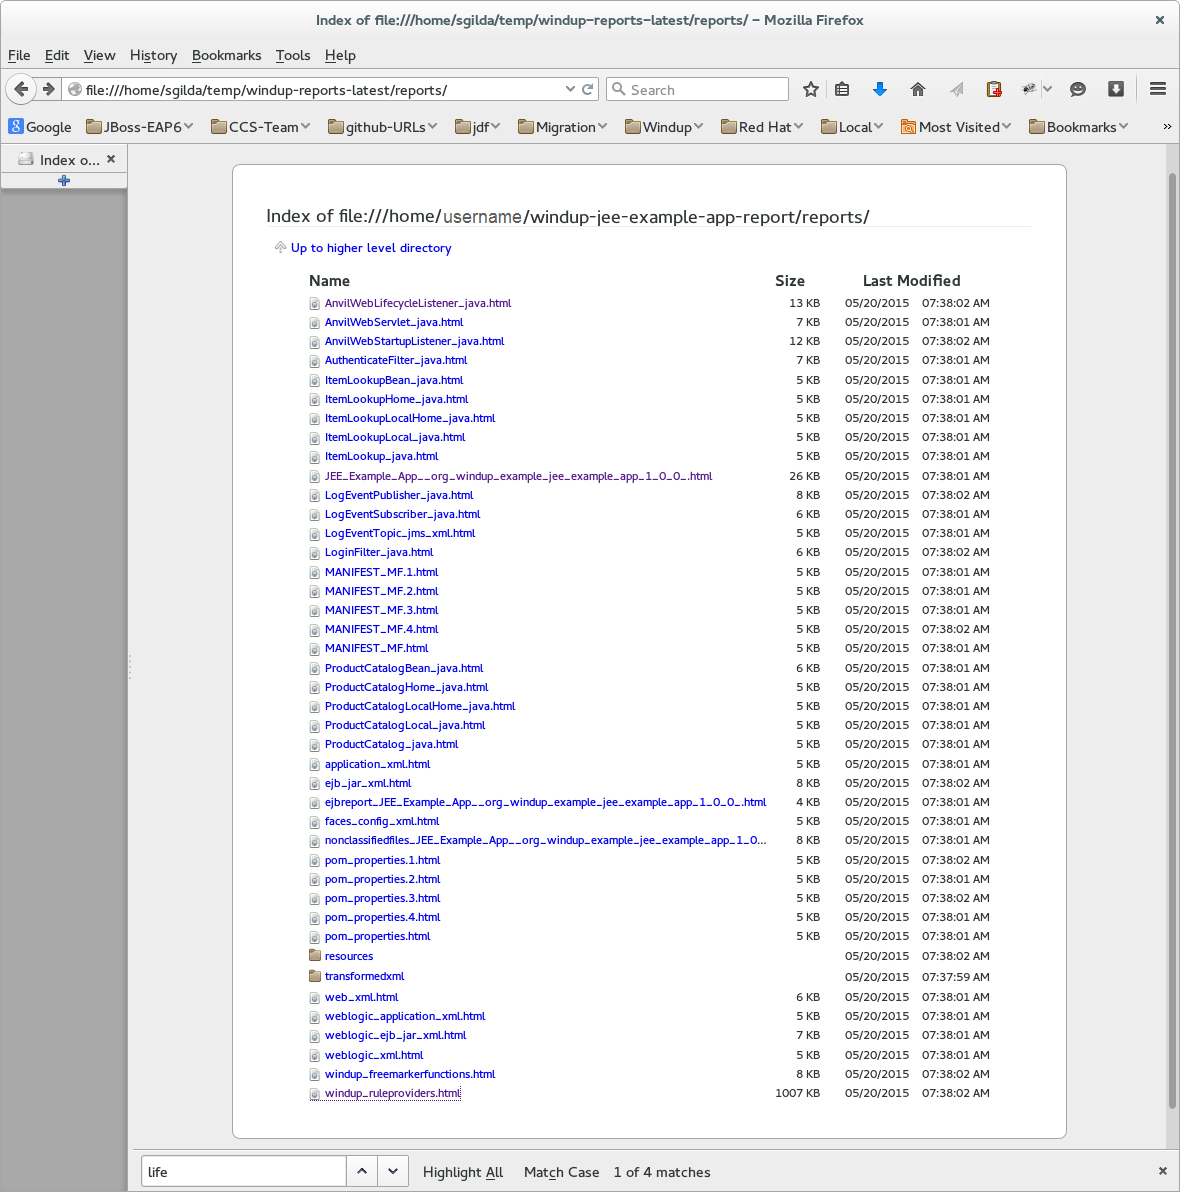 Index of file:///home/sgilda/temp/windup-reports-latest/reports/ - Mozilla Firefox
File Edit View History Bookmarks Tools Help
file:///home/sgilda/temp/windup-reports-latest/reports/ Search
Google JBoss-EAP6 CCS-Team github-URLs jdf Migration Windup Red Hat Local Most Visited Bookmarks »
Index o...
Index of file:///home/username/windup-jee-example-app-report/reports/
Up to higher level directory
Name Size Last Modified
AnvilWebLifecycleListener_java.html 13 KB 05/20/2015 07:38:02 AM
AnvilWebServlet_java.html 7 KB 05/20/2015 07:38:01 AM
AnvilWebStartupListener_java.html 12 KB 05/20/2015 07:38:02 AM
AuthenticateFilter_java.html 7 KB 05/20/2015 07:38:01 AM
ItemLookupBean_java.html 5 KB 05/20/2015 07:38:01 AM
ItemLookupHome_java.html 5 KB 05/20/2015 07:38:01 AM
ItemLookupLocalHome_java.html 5 KB 05/20/2015 07:38:01 AM
ItemLookupLocal_java.html 5 KB 05/20/2015 07:38:01 AM
ItemLookup_java.html 5 KB 05/20/2015 07:38:01 AM
JEE_Example_App__org_windup_example_jee_example_app_1_0_0_.html 26 KB 05/20/2015 07:38:01 AM
LogEventPublisher_java.html 8 KB 05/20/2015 07:38:02 AM
LogEventSubscriber_java.html 6 KB 05/20/2015 07:38:01 AM
LogEventTopic_jms_xml.html 5 KB 05/20/2015 07:38:01 AM
LoginFilter_java.html 6 KB 05/20/2015 07:38:02 AM
MANIFEST_MF.1.html 5 KB 05/20/2015 07:38:01 AM
MANIFEST_MF.2.html 5 KB 05/20/2015 07:38:01 AM
MANIFEST_MF.3.html 5 KB 05/20/2015 07:38:01 AM
MANIFEST_MF.4.html 5 KB 05/20/2015 07:38:02 AM
MANIFEST_MF.html 5 KB 05/20/2015 07:38:01 AM
ProductCatalogBean_java.html 6 KB 05/20/2015 07:38:01 AM
ProductCatalogHome_java.html 5 KB 05/20/2015 07:38:01 AM
ProductCatalogLocalHome_java.html 5 KB 05/20/2015 07:38:01 AM
ProductCatalogLocal_java.html 5 KB 05/20/2015 07:38:01 AM
ProductCatalog_java.html 5 KB 05/20/2015 07:38:01 AM
application_xml.html 5 KB 05/20/2015 07:38:01 AM
ejb_jar_xml.html 8 KB 05/20/2015 07:38:02 AM
ejbreport_JEE_Example_App__org_windup_example_jee_example_app_1_0_0_.html 4 KB 05/20/2015 07:38:01 AM
faces_config_xml.html 5 KB 05/20/2015 07:38:01 AM
nonclassifiedfiles_JEE_Example_App__org_windup_example_jee_example_app_1_0... 8 KB 05/20/2015 07:38:01 AM
pom_properties.1.html 5 KB 05/20/2015 07:38:02 AM
pom_properties.2.html 5 KB 05/20/2015 07:38:01 AM
pom_properties.3.html 5 KB 05/20/2015 07:38:02 AM
pom_properties.4.html 5 KB 05/20/2015 07:38:01 AM
pom_properties.html 5 KB 05/20/2015 07:38:01 AM
resources 05/20/2015 07:38:02 AM
transformedxml 05/20/2015 07:37:59 AM
web_xml.html 6 KB 05/20/2015 07:38:01 AM
weblogic_application_xml.html 5 KB 05/20/2015 07:38:01 AM
weblogic_ejb_jar_xml.html 7 KB 05/20/2015 07:38:01 AM
weblogic_xml.html 5 KB 05/20/2015 07:38:01 AM
windup_freemarkerfunctions.html 8 KB 05/20/2015 07:38:02 AM
windup_ruleproviders.html 1007 KB 05/20/2015 07:38:02 AM
life Highlight All Match Case 1 of 4 matches